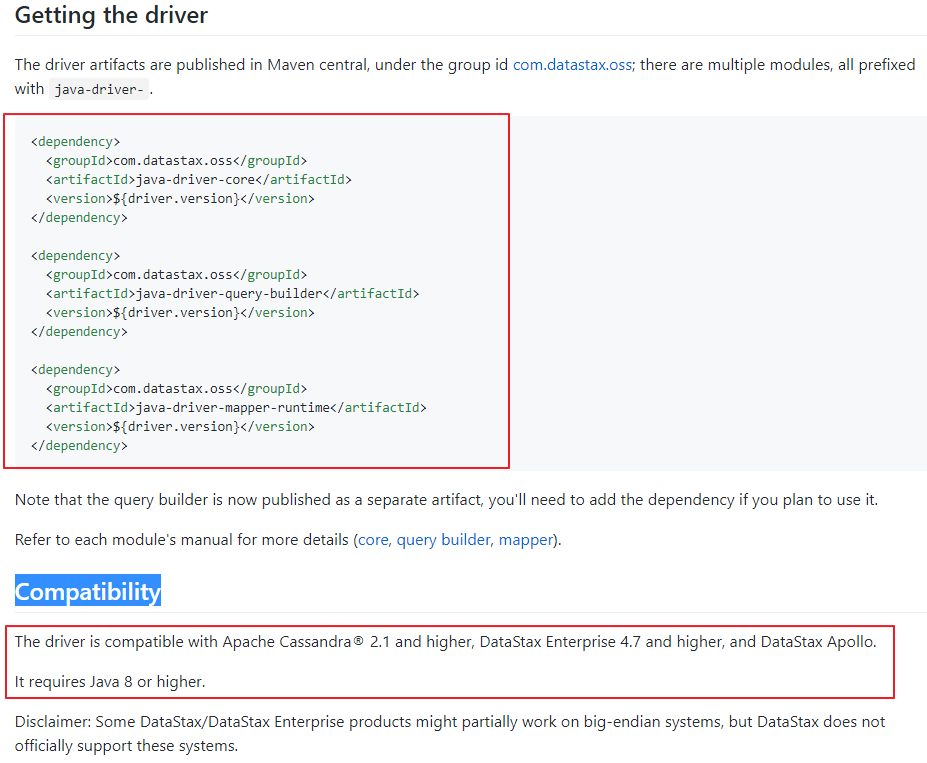 Getting the driver
The driver artifacts are published in Maven central, under the group id com.datastax.oss; there are multiple modules, all prefixed
with java-driver- .
<dependency>
  <groupId>com.datastax.oss</groupId>
  <artifactId>java-driver-core</artifactId>
  <version>${driver.version}</version>
</dependency>

<dependency>
  <groupId>com.datastax.oss</groupId>
  <artifactId>java-driver-query-builder</artifactId>
  <version>${driver.version}</version>
</dependency>

<dependency>
  <groupId>com.datastax.oss</groupId>
  <artifactId>java-driver-mapper-runtime</artifactId>
  <version>${driver.version}</version>
</dependency>
Note that the query builder is now published as a separate artifact, you'll need to add the dependency if you plan to use it.
Refer to each module's manual for more details (core, query builder, mapper).
Compatibility
The driver is compatible with Apache Cassandra® 2.1 and higher, DataStax Enterprise 4.7 and higher, and DataStax Apollo.
It requires Java 8 or higher.
Disclaimer: Some DataStax/DataStax Enterprise products might partially work on big-endian systems, but DataStax does not
officially support these systems.